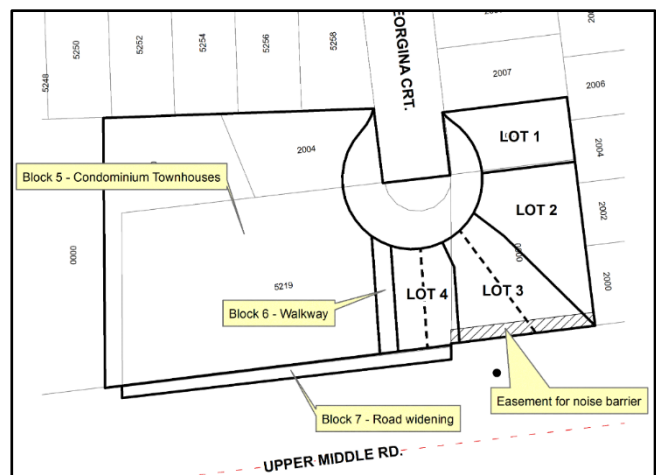 5248
5250
5252
5254
5256
5258
GEORGINA CRT.
2007
2006
LOT 1
2004
2004
Block 5 - Condominium Townhouses
LOT 2
2002
0000
0000
2000
5219
Block 6 - Walkway
LOT 4
LOT 3
Easement for noise barrier
Block 7 - Road widening
UPPER MIDDLE RD.